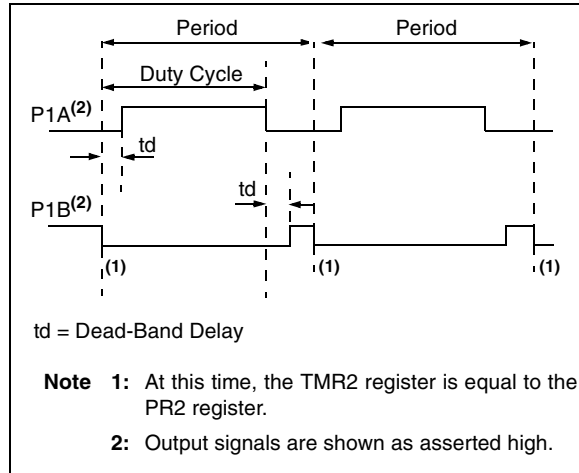 Period Period
Duty Cycle
P1A(2)
td
td
P1B(2)
(1) (1) (1)
td = Dead-Band Delay
Note 1: At this time, the TMR2 register is equal to the
PR2 register.
2: Output signals are shown as asserted high.